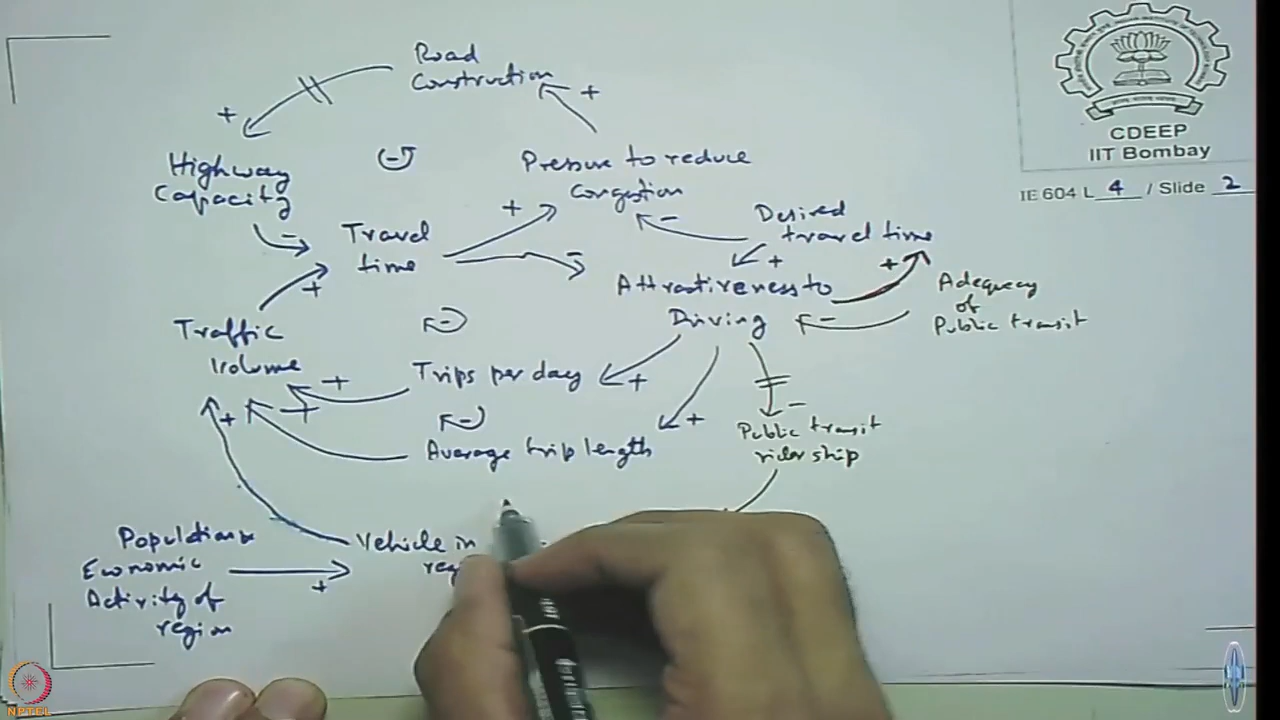 Road
Construction
+
+
Highway
Capacity
(-)
Pressure to reduce
Congestion
-
Travel
time
+
-
-
Desired
travel time
+
+
+
Attractiveness to
Driving
-
Adequacy
of
Public transit
Traffic
Volume
(-)
Trips per day
+
+
+
+
(-)
Average trip length
+
-
Public transit
ridership
Population &
Economic
Activity of
region
+
Vehicle in
CDEEP
IIT Bombay
IE 604 L 4 / Slide 2
NPTEL